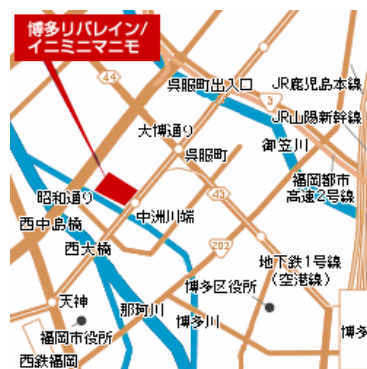 博多リバレイン/
イニミニマニモ
44
呉服町出入口
JR鹿児島本線
3
JR山陽新幹線
大博通り
御笠川
呉服町
福岡都市
高速2号線
昭和通り
43
西中島橋
中洲川端
西大橋
202
地下鉄1号線
（空港線）
博多区役所
天神
那珂川
博多川
福岡市役所
博多
西鉄福岡